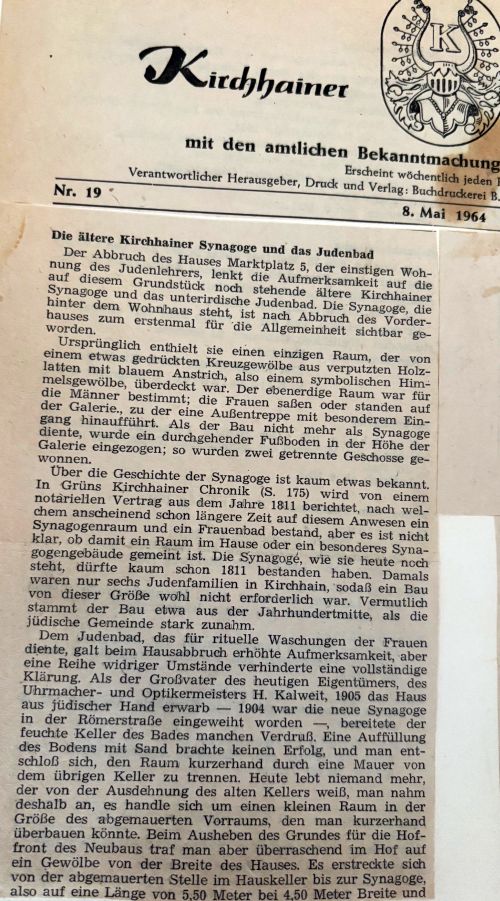 Kirchhainer
K
mit den amtlichen Bekanntmachung
Erscheint wöchentlich jeden
Verantwortlicher Herausgeber, Druck und Verlag: Buchdruckerei B.
Nr. 19
8. Mai 1964
Die ältere Kirchhainer Synagoge und das Judenbad
Der Abbruch des Hauses Marktplatz 5, der einstigen Woh-
nung des Judenlehrers, lenkt die Aufmerksamkeit auf die
auf diesem Grundstück noch stehende ältere Kirchhainer
Synagoge und das unterirdische Judenbad. Die Synagoge, die
hinter dem Wohnhaus steht, ist nach Abbruch des Vorder-
hauses zum erstenmal für die Allgemeinheit sichtbar ge-
worden.
Ursprünglich enthielt sie einen einzigen Raum, der von
einem etwas gedrückten Kreuzgewölbe aus verputzten Holz-
latten mit blauem Anstrich, also einem symbolischen Him-
melsgewölbe, überdeckt war. Der ebenerdige Raum war für
die Männer bestimmt; die Frauen saßen oder standen auf
der Galerie., zu der eine Außentreppe mit besonderem Ein-
gang hinaufführt. Als der Bau nicht mehr als Synagoge
diente, wurde ein durchgehender Fußboden in der Höhe der
Galerie eingezogen; so wurden zwei getrennte Geschosse ge-
wonnen.
Über die Geschichte der Synagoge ist kaum etwas bekannt.
In Grüns Kirchhainer Chronik (S. 175) wird von einem
notäriellen Vertrag aus dem Jahre 1811 berichtet, nach wel-
chem anscheinend schon längere Zeit auf diesem Anwesen ein
Synagogenraum und ein Frauenbad bestand, aber es ist nicht
klar, ob damit ein Raum im Hause oder ein besonderes Syna-
gogengebäude gemeint ist. Die Synagogé, wie sie heute noch
steht, dürfte kaum schon 1811 bestanden haben. Damals
waren nur sechs Judenfamilien in Kirchhain, sodaß ein Bau
von dieser Größe wohl nicht erforderlich war. Vermutlich
stammt der Bau etwa aus der Jahrhundertmitte, als die
jüdische Gemeinde stark zunahm.
Dem Judenbad, das für rituelle Waschungen der Frauen
diente, galt beim Hausabbruch erhöhte Aufmerksamkeit, aber
eine Reihe widriger Umstände verhinderte eine vollständige
Klärung. Als der Großvater des heutigen Eigentümers, des
Uhrmacher- und Optikermeisters H. Kalweit, 1905 das Haus
aus jüdischer Hand erwarb — 1904 war die neue Synagoge
in der Römerstraße eingeweiht worden —, bereitete der
feuchte Keller des Bades manchen Verdruß. Eine Auffüllung
des Bodens mit Sand brachte keinen Erfolg, und man ent-
schloß sich, den Raum kurzerhand durch eine Mauer von
dem übrigen Keller zu trennen. Heute lebt niemand mehr,
der von der Ausdehnung des alten Kellers weiß, man nahm
deshalb an, es handle sich um einen kleinen Raum in der
Größe des abgemauerten Vorraums, den man kurzerhand
überbauen könnte. Beim Ausheben des Grundes für die Hof-
front des Neubaus traf man aber überraschend im Hof auf
ein Gewölbe von der Breite des Hauses. Es erstreckte sich
von der abgemauerten Stelle im Hauskeller bis zur Synagoge,
also auf eine Länge von 5,50 Meter bei 4,50 Meter Breite und